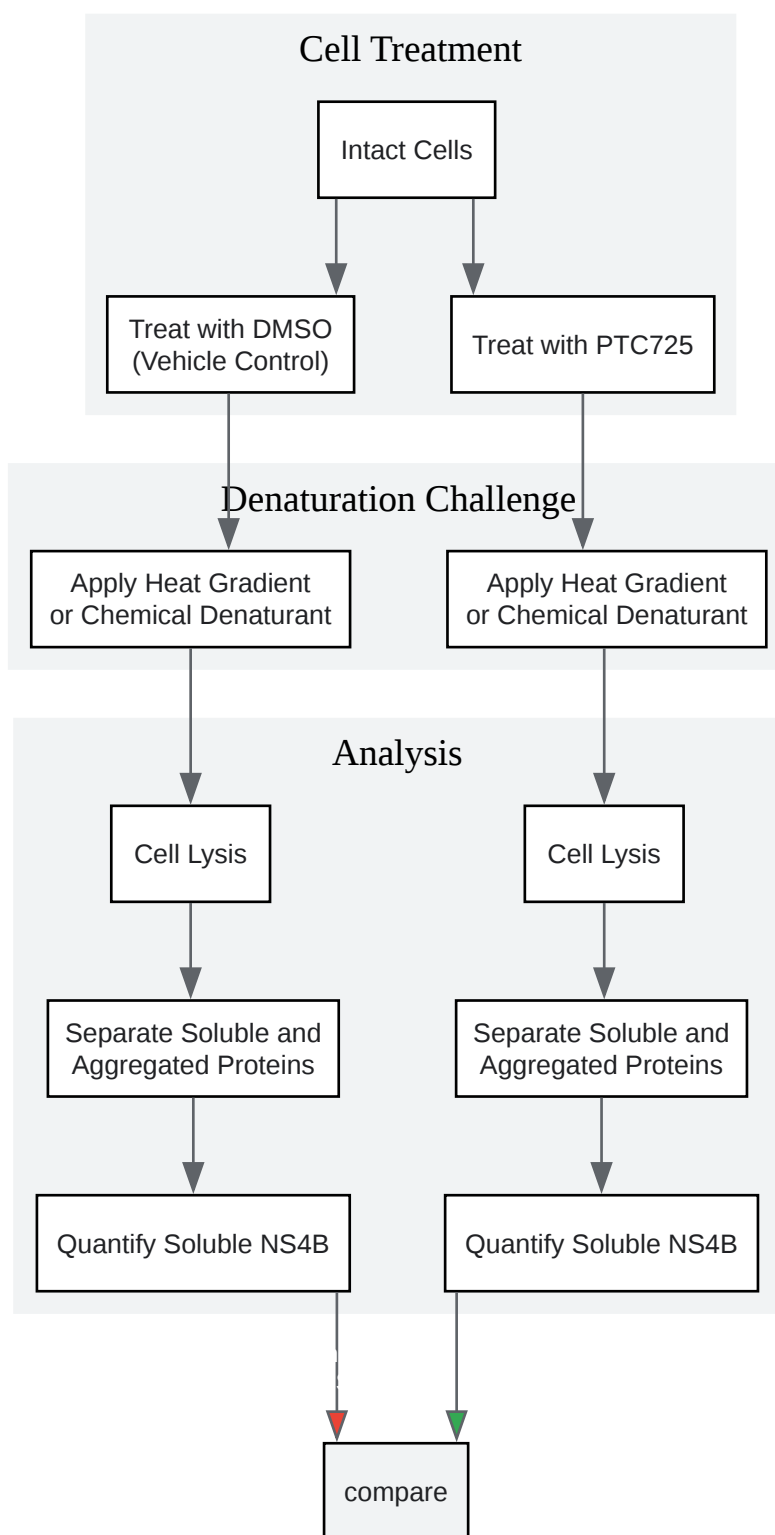 Cell Treatment
Intact Cells
Treat with DMSO
(Vehicle Control)
Treat with PTC725
Denaturation Challenge
Apply Heat Gradient
or Chemical Denaturant
Apply Heat Gradient
or Chemical Denaturant
Analysis
Cell Lysis
Cell Lysis
Separate Soluble and
Aggregated Proteins
Separate Soluble and
Aggregated Proteins
Quantify Soluble NS4B
Quantify Soluble NS4B
compare